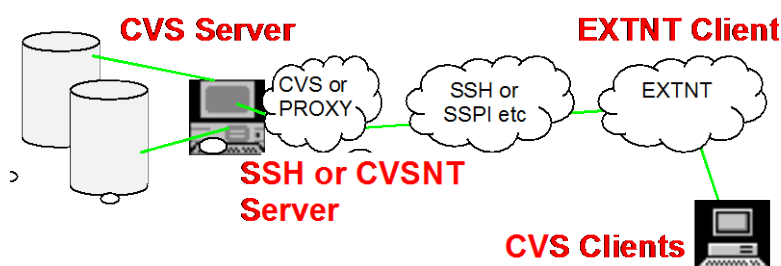 CVS Server
EXTNT Client
CVS or
PROXY
SSH or
SSPI etc
EXTNT
SSH or CVSNT
Server
CVS Clients